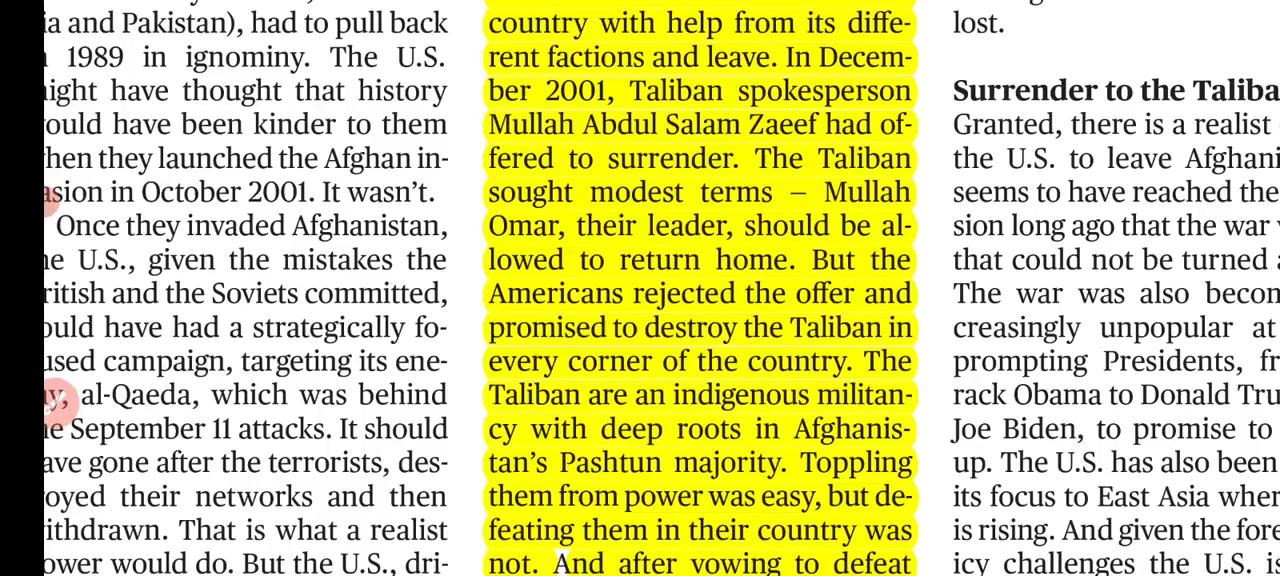 ia and Pakistan), had to pull back
1989 in ignominy. The U.S.
ight have thought that history
ould have been kinder to them
hen they launched the Afghan in-
asion in October 2001. It wasn't.
Once they invaded Afghanistan,
he U.S., given the mistakes the
ritish and the Soviets committed,
ould have had a strategically fo-
used campaign, targeting its ene-
y, al-Qaeda, which was behind
he September 11 attacks. It should
ave gone after the terrorists, des-
royed their networks and then
ithdrawn. That is what a realist
ower would do. But the U.S., dri-
country with help from its diffe-
rent factions and leave. In Decem-
ber 2001, Taliban spokesperson
Mullah Abdul Salam Zaeef had of-
fered to surrender. The Taliban
sought modest terms – Mullah
Omar, their leader, should be al-
lowed to return home. But the
Americans rejected the offer and
promised to destroy the Taliban in
every corner of the country. The
Taliban are an indigenous militan-
cy with deep roots in Afghanis-
tan's Pashtun majority. Toppling
them from power was easy, but de-
feating them in their country was
not. And after vowing to defeat
lost.
Surrender to the Taliba
Granted, there is a realist
the U.S. to leave Afghani
seems to have reached the
sion long ago that the war
that could not be turned a
The war was also becom
creasingly unpopular at
prompting Presidents, fr
rack Obama to Donald Tru
Joe Biden, to promise to
up. The U.S. has also been
its focus to East Asia wher
is rising. And given the fore
icy challenges the U.S. is